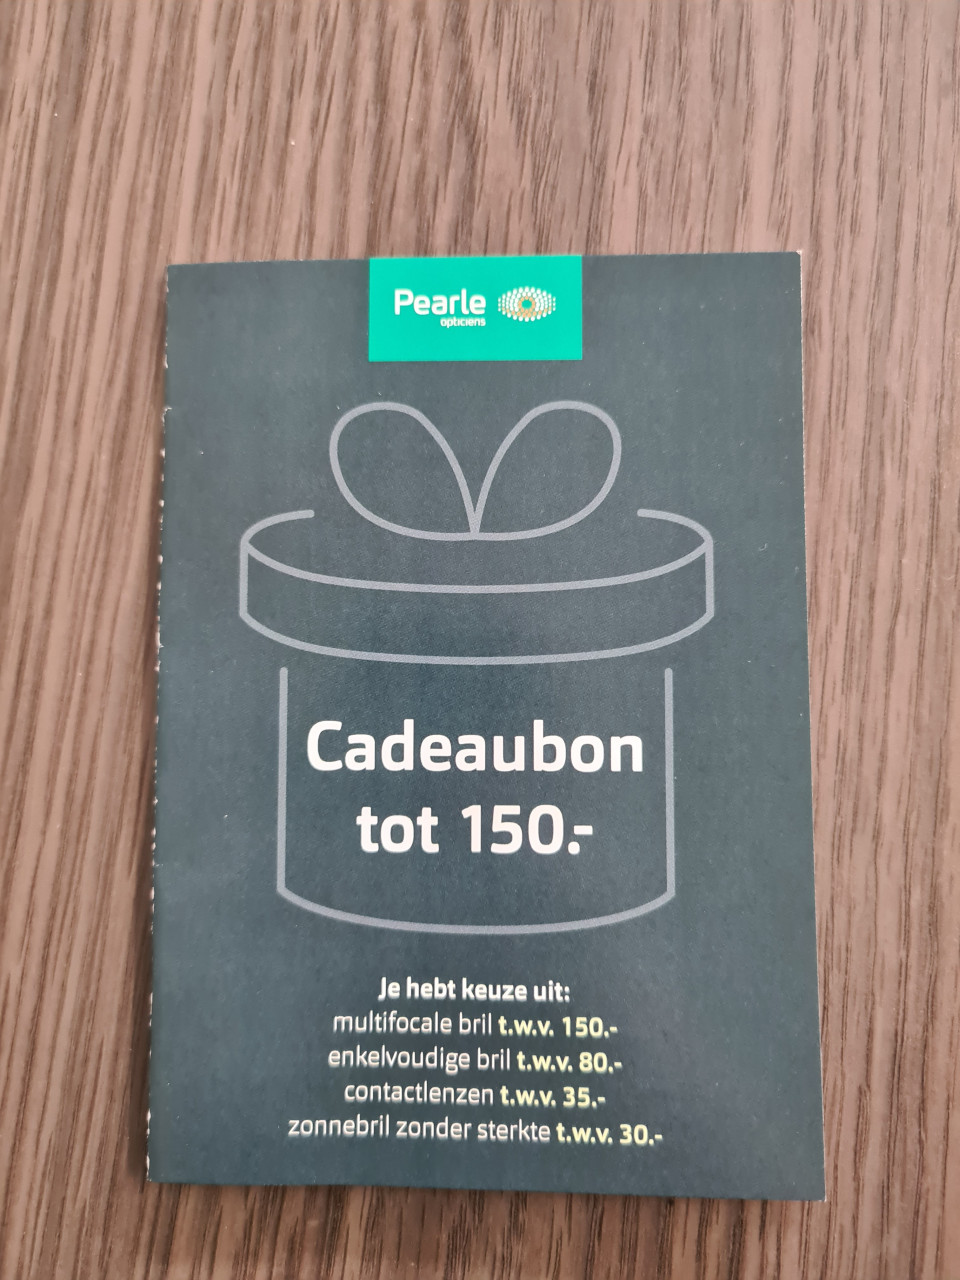 Pearle
opticiens
Cadeaubon
tot 150.-
Je hebt keuze uit:
multifocale bril t.w.v. 150.-
enkelvoudige bril t.w.v. 80.-
contactlenzen t.w.v. 35.-
zonnebril zonder sterkte t.w.v. 30.-